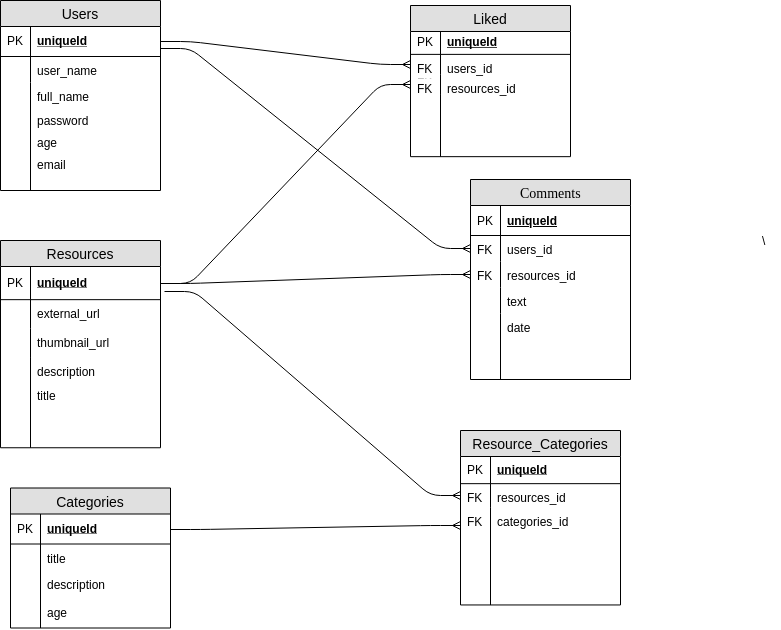 Users
PK uniqueId
user_name
full_name
password
age
email
Liked
PK uniqueId
FK users_id
FK resources_id
Comments
PK uniqueId
FK users_id
FK resources_id
text
date
\
Resources
PK uniqueId
external_url
thumbnail_url
description
title
Resource_Categories
PK uniqueId
FK resources_id
FK categories_id
Categories
PK uniqueId
title
description
age